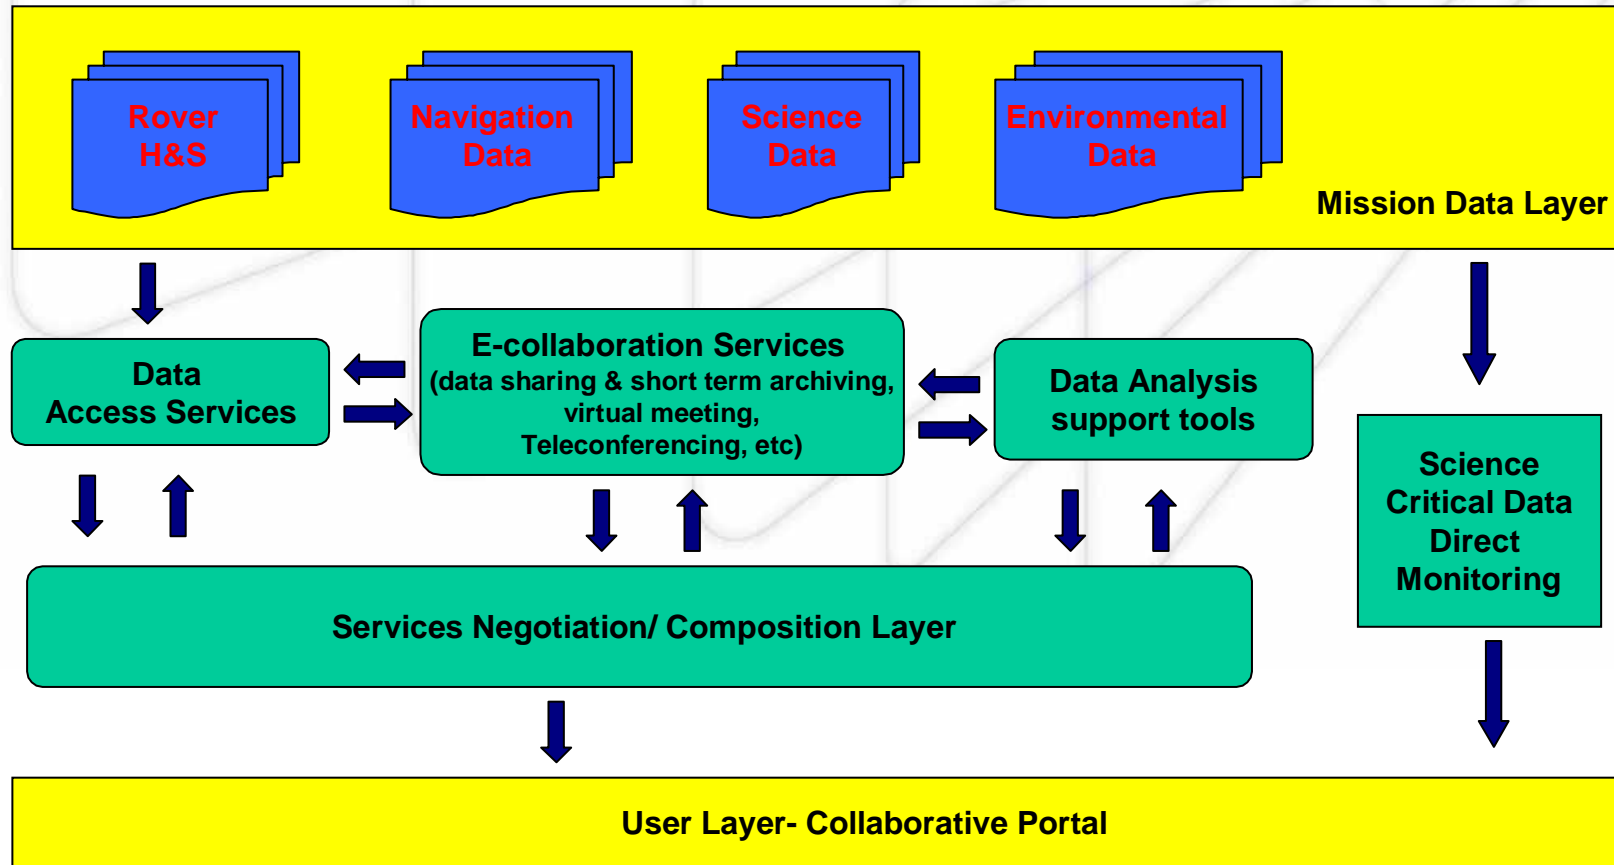 Rover
H&S
Navigation
Data
Science
Data
Environmental
Data
Mission Data Layer
Data
Access Services
E-collaboration Services
(data sharing & short term archiving,
virtual meeting,
Teleconferencing, etc)
Data Analysis
support tools
Science
Critical Data
Direct
Monitoring
Services Negotiation/ Composition Layer
User Layer- Collaborative Portal